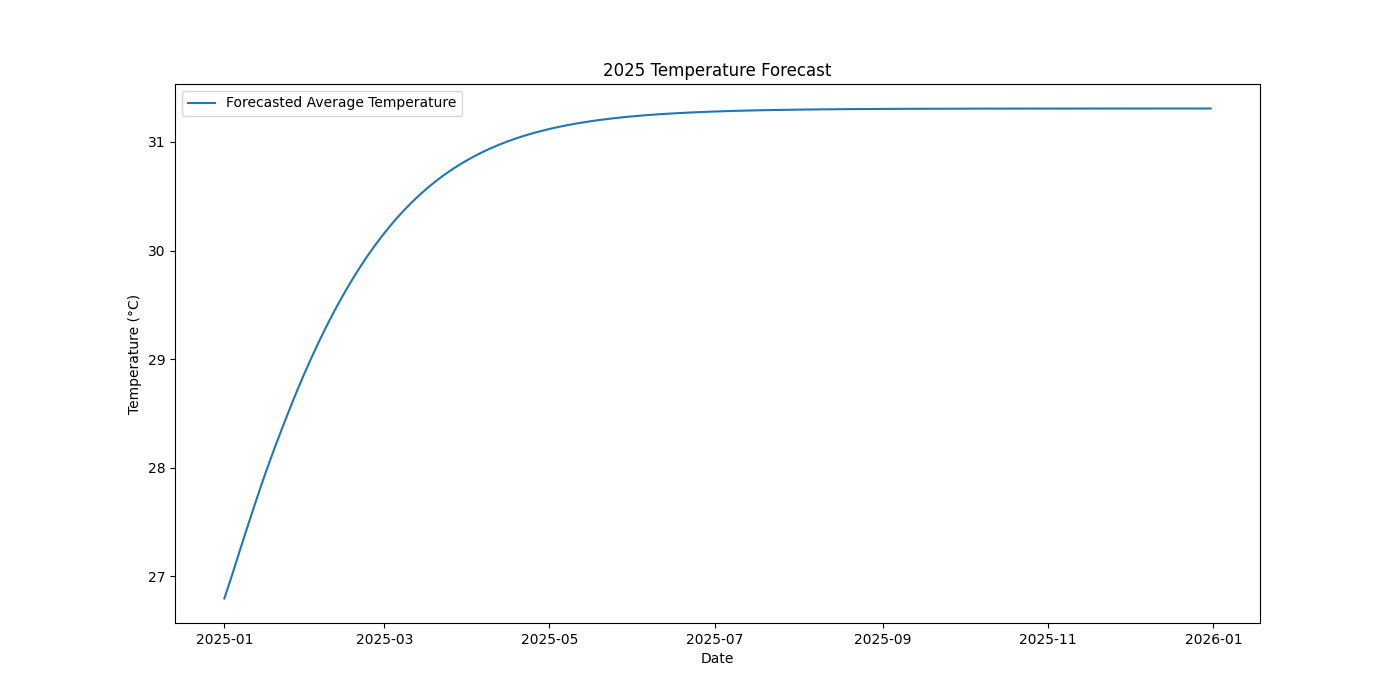 2025 Temperature Forecast
Forecasted Average Temperature
31
30
29
28
27
Temperature (°C)
2025-01 2025-03 2025-05 2025-07 2025-09 2025-11 2026-01
Date